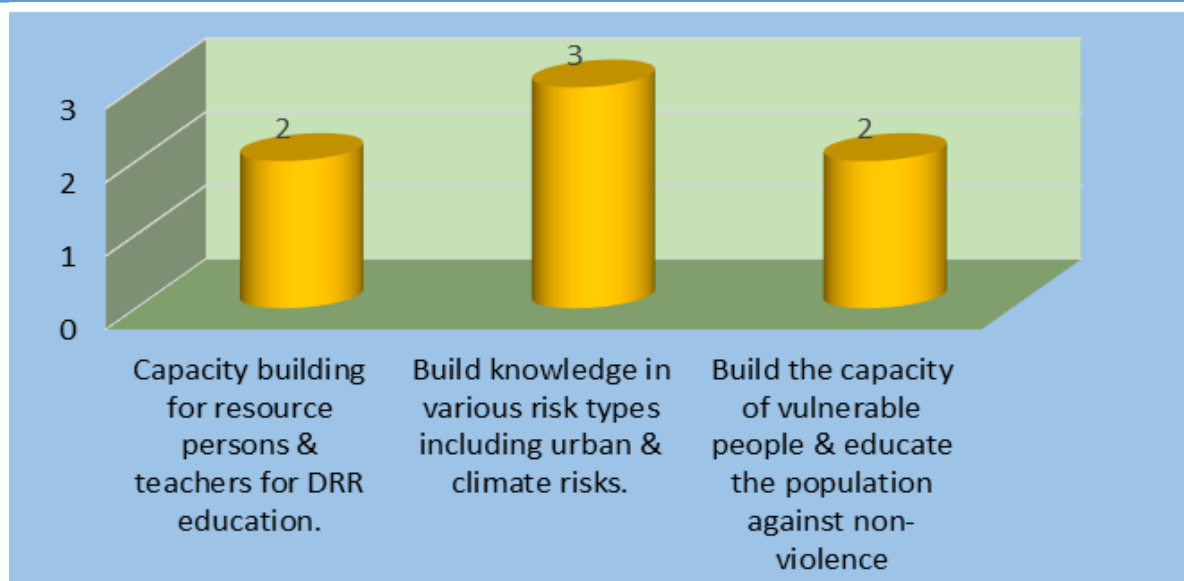 3
2
2
3
2
1
0
Capacity building
for resource
persons &
teachers for DRR
education.
Build knowledge in
various risk types
including urban &
climate risks.
Build the capacity
of vulnerable
people & educate
the population
against non-
violence